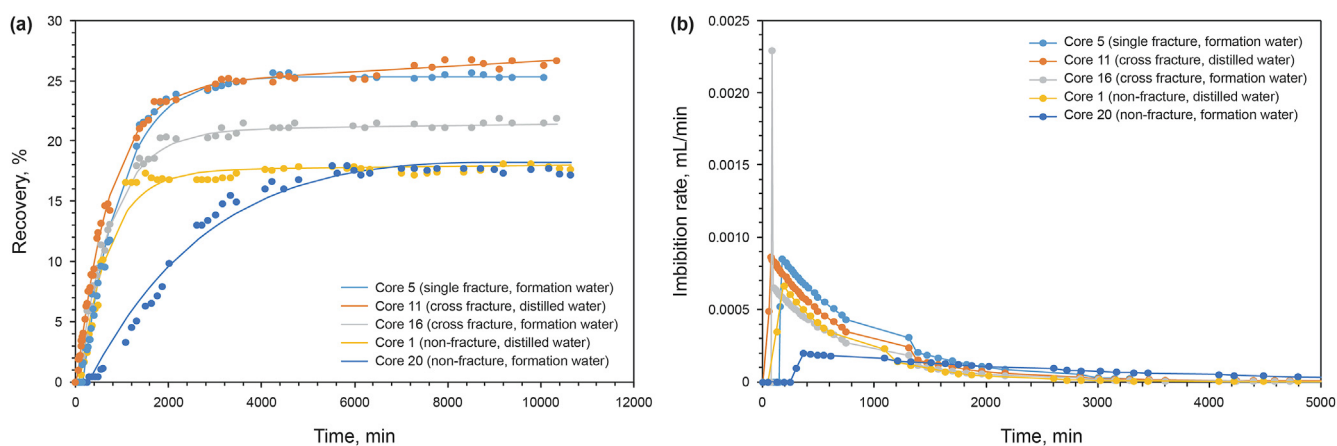 (a)
30
25
20
15
10
5
0
Recovery, %
Core 5 (single fracture, formation water)
Core 11 (cross fracture, distilled water)
Core 16 (cross fracture, formation water)
Core 1 (non-fracture, distilled water)
Core 20 (non-fracture, formation water)
0 2000 4000 6000 8000 10000 12000
Time, min
(b)
0.0025
0.0020
0.0015
0.0010
0.0005
0
Imbibition rate, mL/min
Core 5 (single fracture, formation water)
Core 11 (cross fracture, distilled water)
Core 16 (cross fracture, formation water)
Core 1 (non-fracture, distilled water)
Core 20 (non-fracture, formation water)
0 1000 2000 3000 4000 5000
Time, min